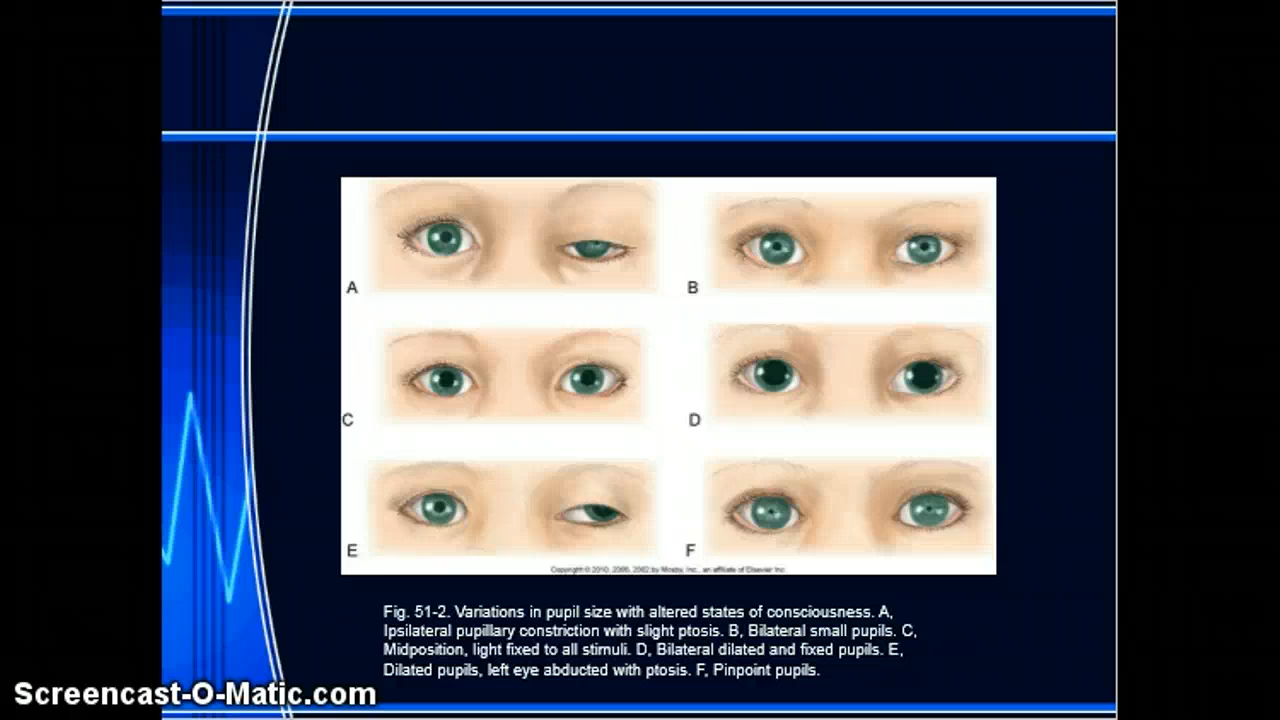 A
B
C
D
E
F
Copyright © 2010, 2006, 2002 by Mosby, Inc., an affiliate of Elsevier Inc.
Fig. 51-2. Variations in pupil size with altered states of consciousness. A,
Ipsilateral pupillary constriction with slight ptosis. B, Bilateral small pupils. C,
Midposition, light fixed to all stimuli. D, Bilateral dilated and fixed pupils. E,
Dilated pupils, left eye abducted with ptosis. F, Pinpoint pupils.
Screencast-O-Matic.com